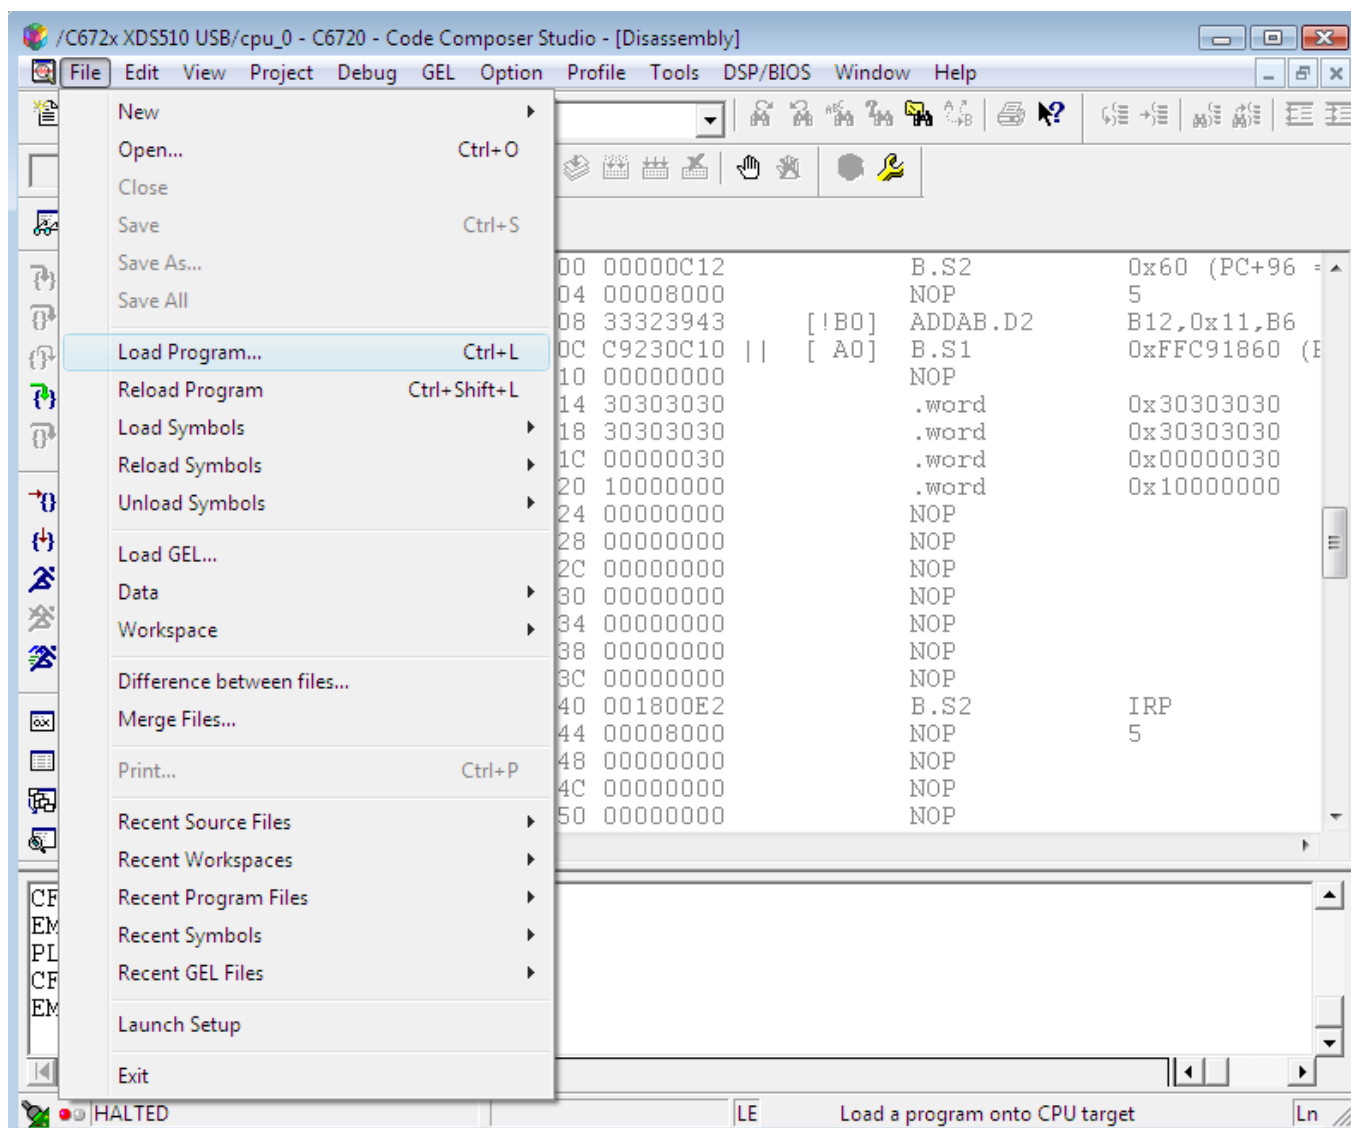 /C672x XDS510 USB/cpu_0 - C6720 - Code Composer Studio - [Disassembly]
File Edit View Project Debug GEL Option Profile Tools DSP/BIOS Window Help
New
Open... Ctrl+O
Close
Save Ctrl+S
Save As...
Save All
Load Program... Ctrl+L
Reload Program Ctrl+Shift+L
Load Symbols
Reload Symbols
Unload Symbols
Load GEL...
Data
Workspace
Difference between files...
Merge Files...
Print... Ctrl+P
Recent Source Files
Recent Workspaces
Recent Program Files
Recent Symbols
Recent GEL Files
Launch Setup
Exit
00 00000C12 B.S2 0x60 (PC+96 =
04 00008000 NOP 5
08 33323943 [!B0] ADDAB.D2 B12,0x11,B6
0C C9230C10 || [ A0] B.S1 0xFFC91860 (
10 00000000 NOP
14 30303030 .word 0x30303030
18 30303030 .word 0x30303030
1C 00000030 .word 0x00000030
20 10000000 .word 0x10000000
24 00000000 NOP
28 00000000 NOP
2C 00000000 NOP
30 00000000 NOP
34 00000000 NOP
38 00000000 NOP
3C 00000000 NOP
40 001800E2 B.S2 IRP
44 00008000 NOP 5
48 00000000 NOP
4C 00000000 NOP
50 00000000 NOP
CF
EM
PL
CF
EM
HALTED LE Load a program onto CPU target Ln